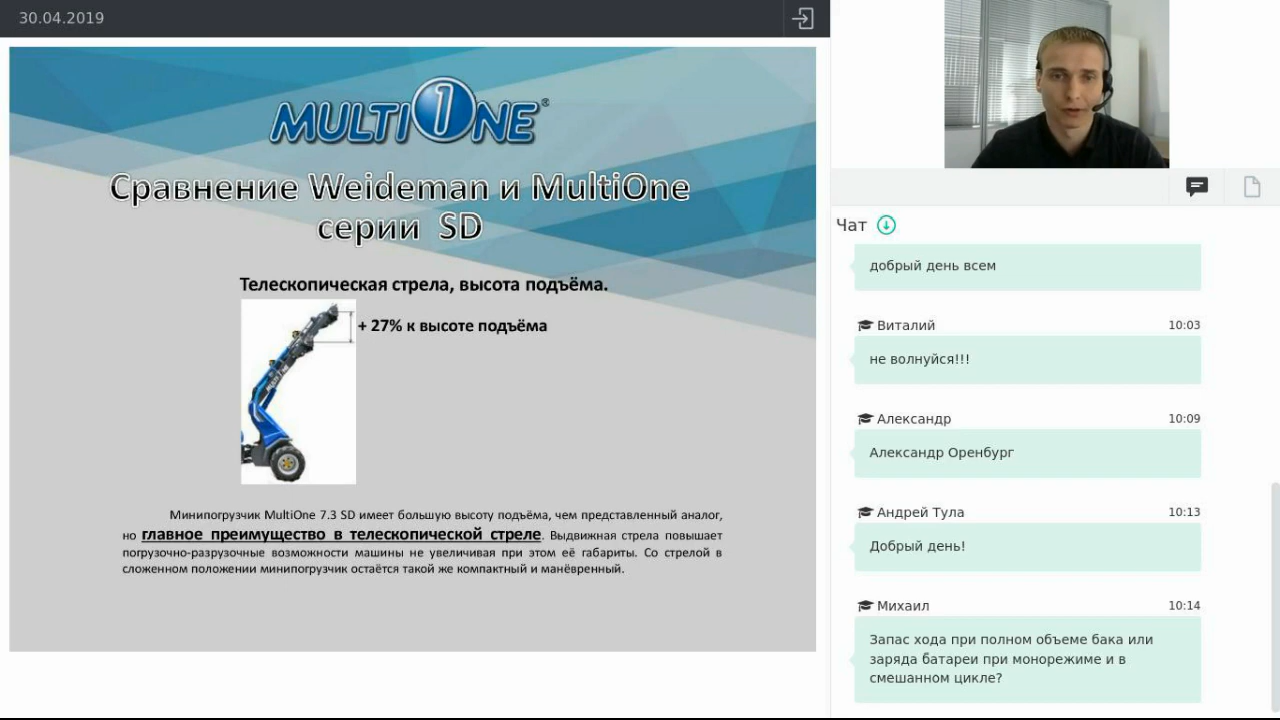 30.04.2019
MULTI1NE®
Сравнение Weideman и MultiOne
серии SD
Телескопическая стрела, высота подъёма.
+ 27% к высоте подъёма
Минипогрузчик MultiOne 7.3 SD имеет большую высоту подъёма, чем представленный аналог,
но главное преимущество в телескопической стреле. Выдвижная стрела повышает
погрузочно-разрузочные возможности машины не увеличивая при этом её габариты. Со стрелой в
сложенном положении минипогрузчик остаётся такой же компактный и манёвренный.
Чат
добрый день всем
Виталий 10:03
не волнуйся!!!
Александр 10:09
Александр Оренбург
Андрей Тула 10:13
Добрый день!
Михаил 10:14
Запас хода при полном объеме бака или
заряда батареи при монорежиме и в
смешанном цикле?